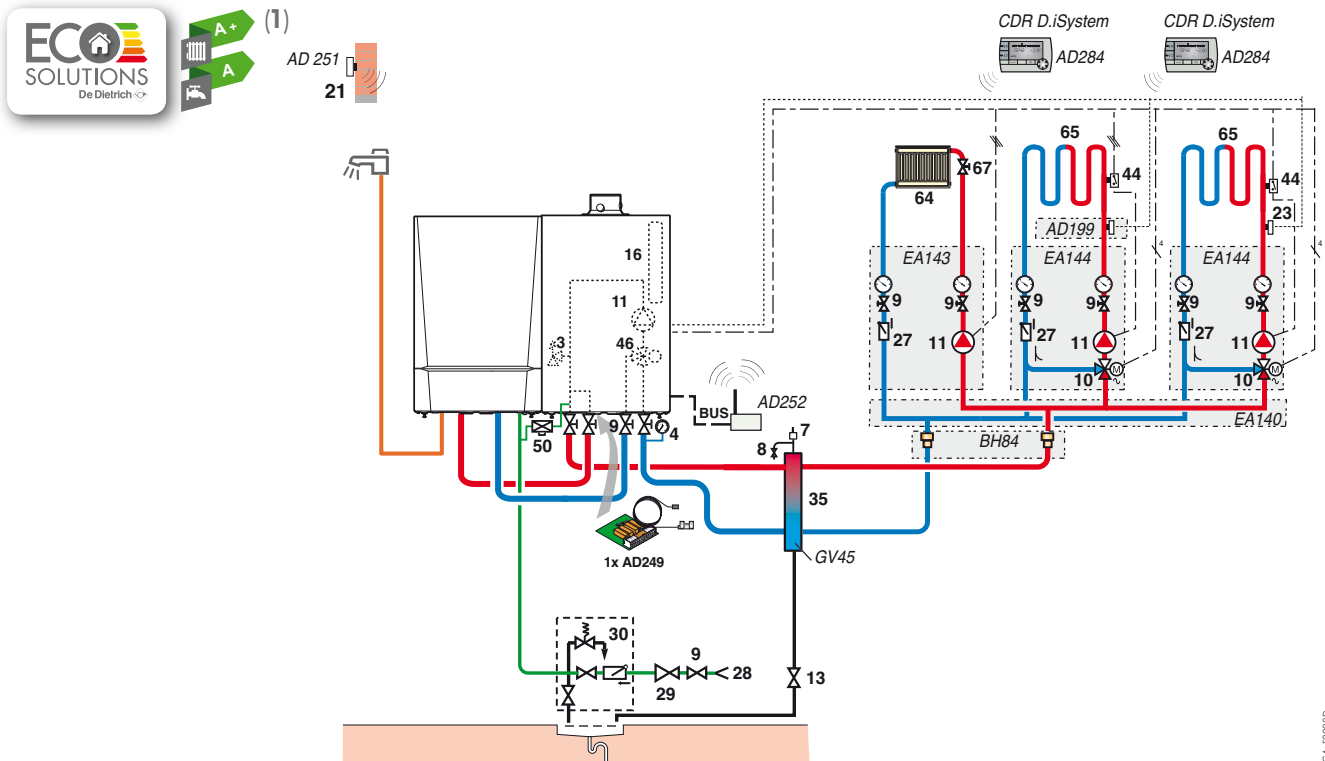 ECO
SOLUTIONS
De Dietrich
A+
A
(1)
AD 251
21
CDR D.iSystem
AD284
CDR D.iSystem
AD284
65
65
67
44
44
64
23
AD199
16
EA143
EA144
EA144
11
9
9
9
9
9
9
3
46
27
11
27
11
27
11
M
M
10
10
4
4
BUS
AD252
EA140
50
9
4
7
8
BH84
35
1x AD249
GV45
30
9
28
29
13